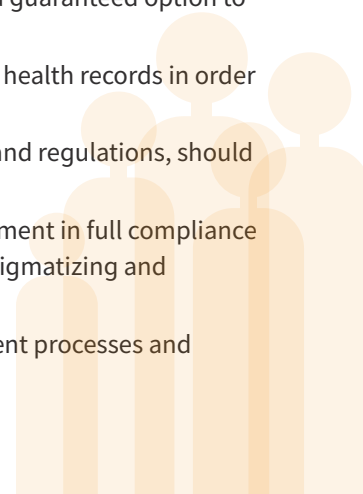 guaranteed option to
health records in order
and regulations, should
ment in full compliance
igmatizing and
ent processes and